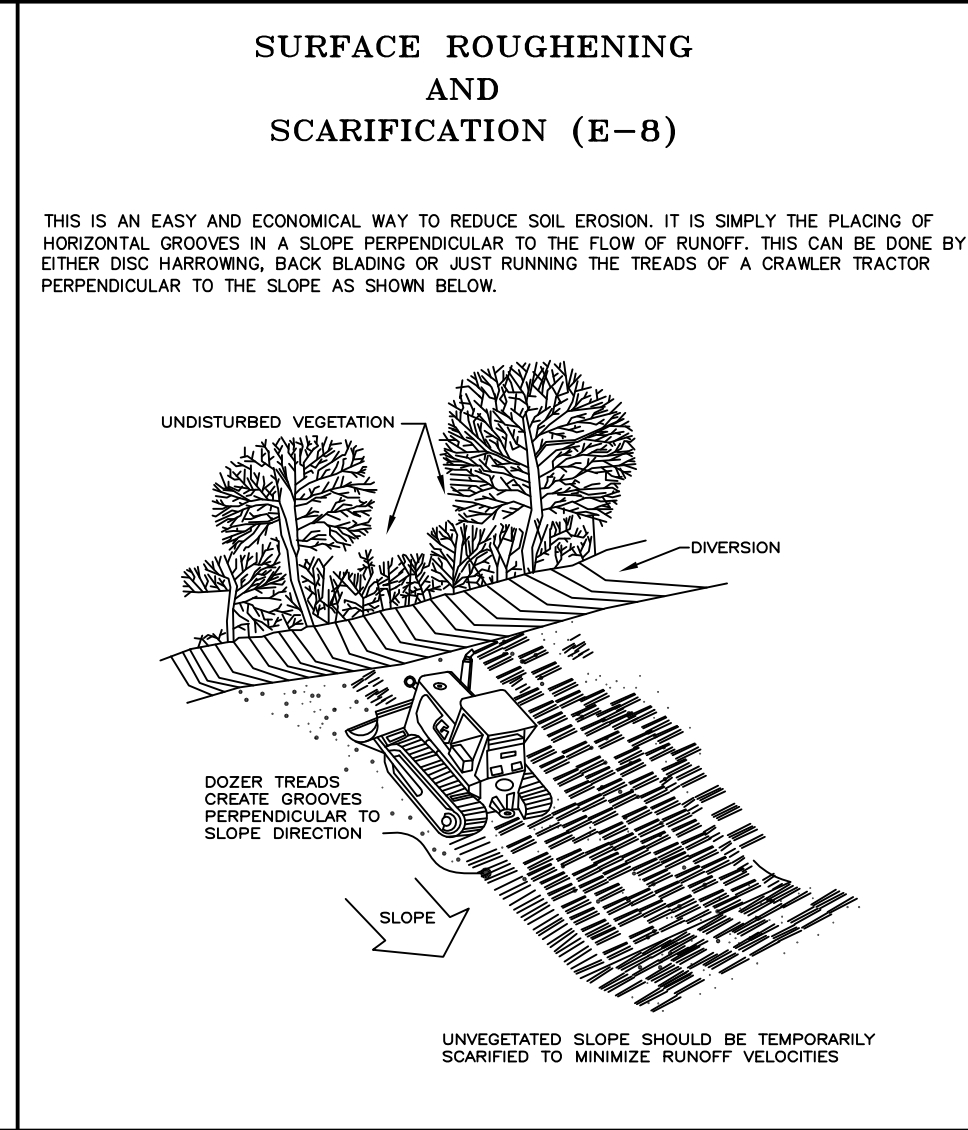 SURFACE ROUGHENING
AND
SCARIFICATION (E-8)
THIS IS AN EASY AND ECONOMICAL WAY TO REDUCE SOIL EROSION. IT IS SIMPLY THE PLACING OF
HORIZONTAL GROOVES IN A SLOPE PERPENDICULAR TO THE FLOW OF RUNOFF. THIS CAN BE DONE BY
EITHER DISC HARROWING, BACK BLADING OR JUST RUNNING THE TREADS OF A CRAWLER TRACTOR
PERPENDICULAR TO THE SLOPE AS SHOWN BELOW.
UNDISTURBED VEGETATION
DIVERSION
DOZER TREADS
CREATE GROOVES
PERPENDICULAR TO
SLOPE DIRECTION
SLOPE
UNVEGETATED SLOPE SHOULD BE TEMPORARILY
SCARIFIED TO MINIMIZE RUNOFF VELOCITIES